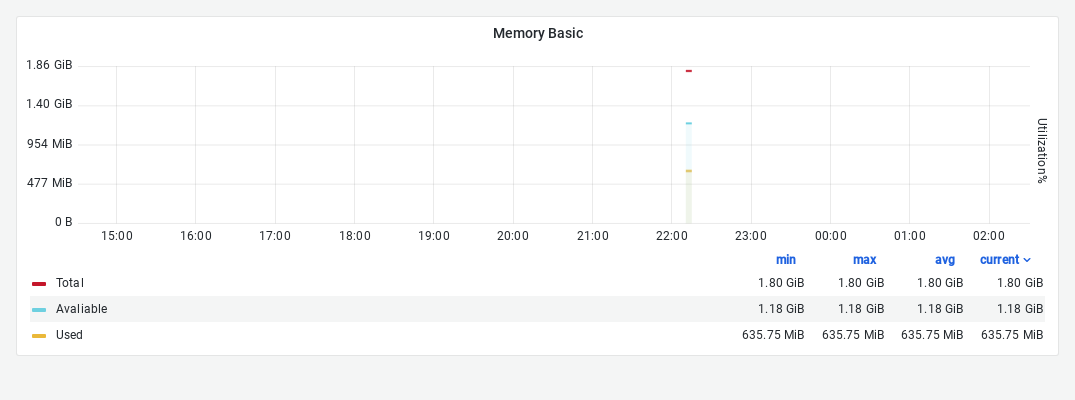 Memory Basic
1.86 GiB
1.40 GiB
954 MiB
477 MiB
0 B
Utilization%
15:00 16:00 17:00 18:00 19:00 20:00 21:00 22:00 23:00 00:00 01:00 02:00
min max avg current
Total 1.80 GiB 1.80 GiB 1.80 GiB 1.80 GiB
Avaliable 1.18 GiB 1.18 GiB 1.18 GiB 1.18 GiB
Used 635.75 MiB 635.75 MiB 635.75 MiB 635.75 MiB